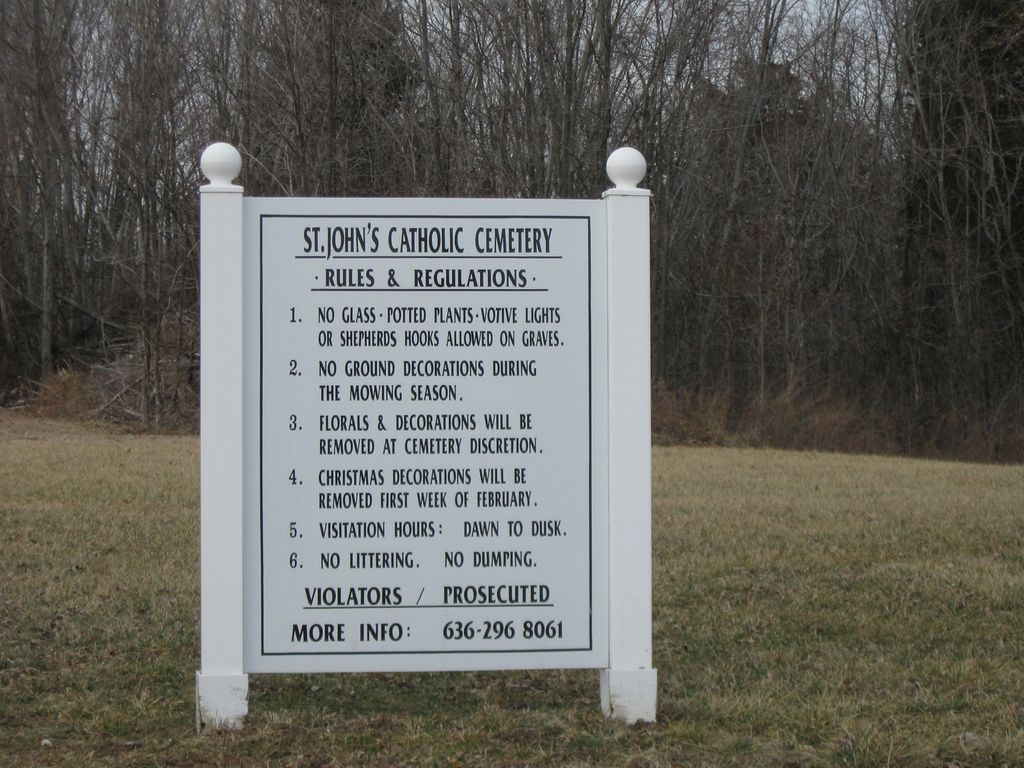 ST. JOHN'S CATHOLIC CEMETERY
· RULES & REGULATIONS ·
1. NO GLASS · POTTED PLANTS · VOTIVE LIGHTS
OR SHEPHERDS HOOKS ALLOWED ON GRAVES.
2. NO GROUND DECORATIONS DURING
THE MOWING SEASON.
3. FLORALS & DECORATIONS WILL BE
REMOVED AT CEMETERY DISCRETION.
4. CHRISTMAS DECORATIONS WILL BE
REMOVED FIRST WEEK OF FEBRUARY.
5. VISITATION HOURS: DAWN TO DUSK.
6. NO LITTERING. NO DUMPING.
VIOLATORS / PROSECUTED
MORE INFO: 636-296 8061